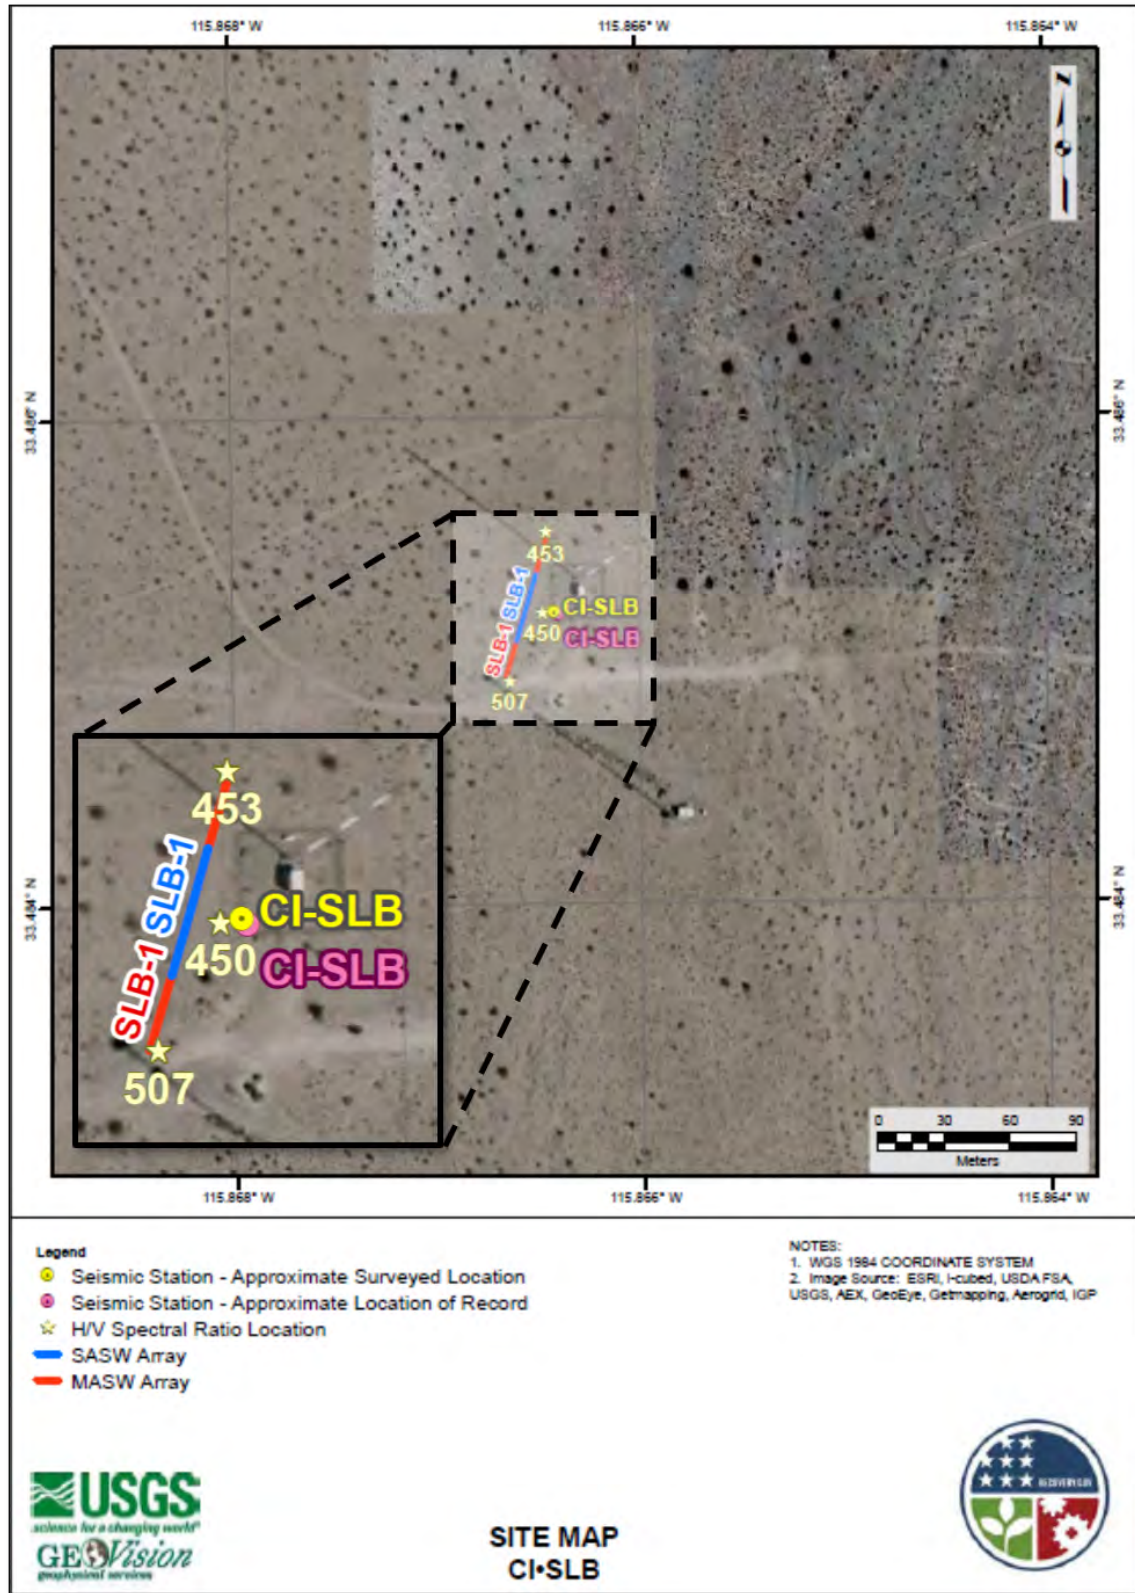 115.868° W
115.866° W
115.864° W
N
33.486° N
33.486° N
453
SLB-1
SLB-1
CI-SLB
450
CI-SLB
507
453
SLB-1
SLB-1
CI-SLB
450
CI-SLB
507
33.484° N
33.484° N
0 30 60 90
Meters
115.868° W
115.866° W
115.864° W
Legend
Seismic Station - Approximate Surveyed Location
Seismic Station - Approximate Location of Record
H/V Spectral Ratio Location
SASW Array
MASW Array
NOTES:
1. WGS 1984 COORDINATE SYSTEM
2. Image Source: ESRI, i-cubed, USDA FSA,
USGS, AEX, GeoEye, Getmapping, Aerogrid, IGP
USGS
science for a changing world
GEOVision
geophysical services
SITE MAP
CI•SLB
RECOVERY.GOV